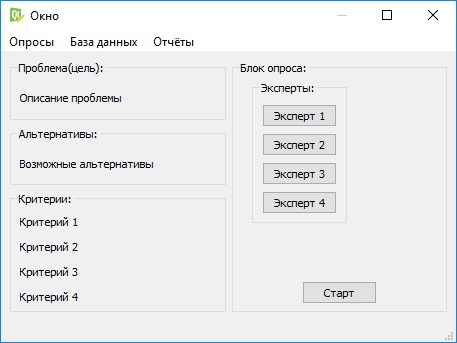 Окно
Опросы База данных Отчёты
Проблема(цель):
Описание проблемы
Альтернативы:
Возможные альтернативы
Критерии:
Критерий 1
Критерий 2
Критерий 3
Критерий 4
Блок опроса:
Эксперты:
Эксперт 1
Эксперт 2
Эксперт 3
Эксперт 4
Старт